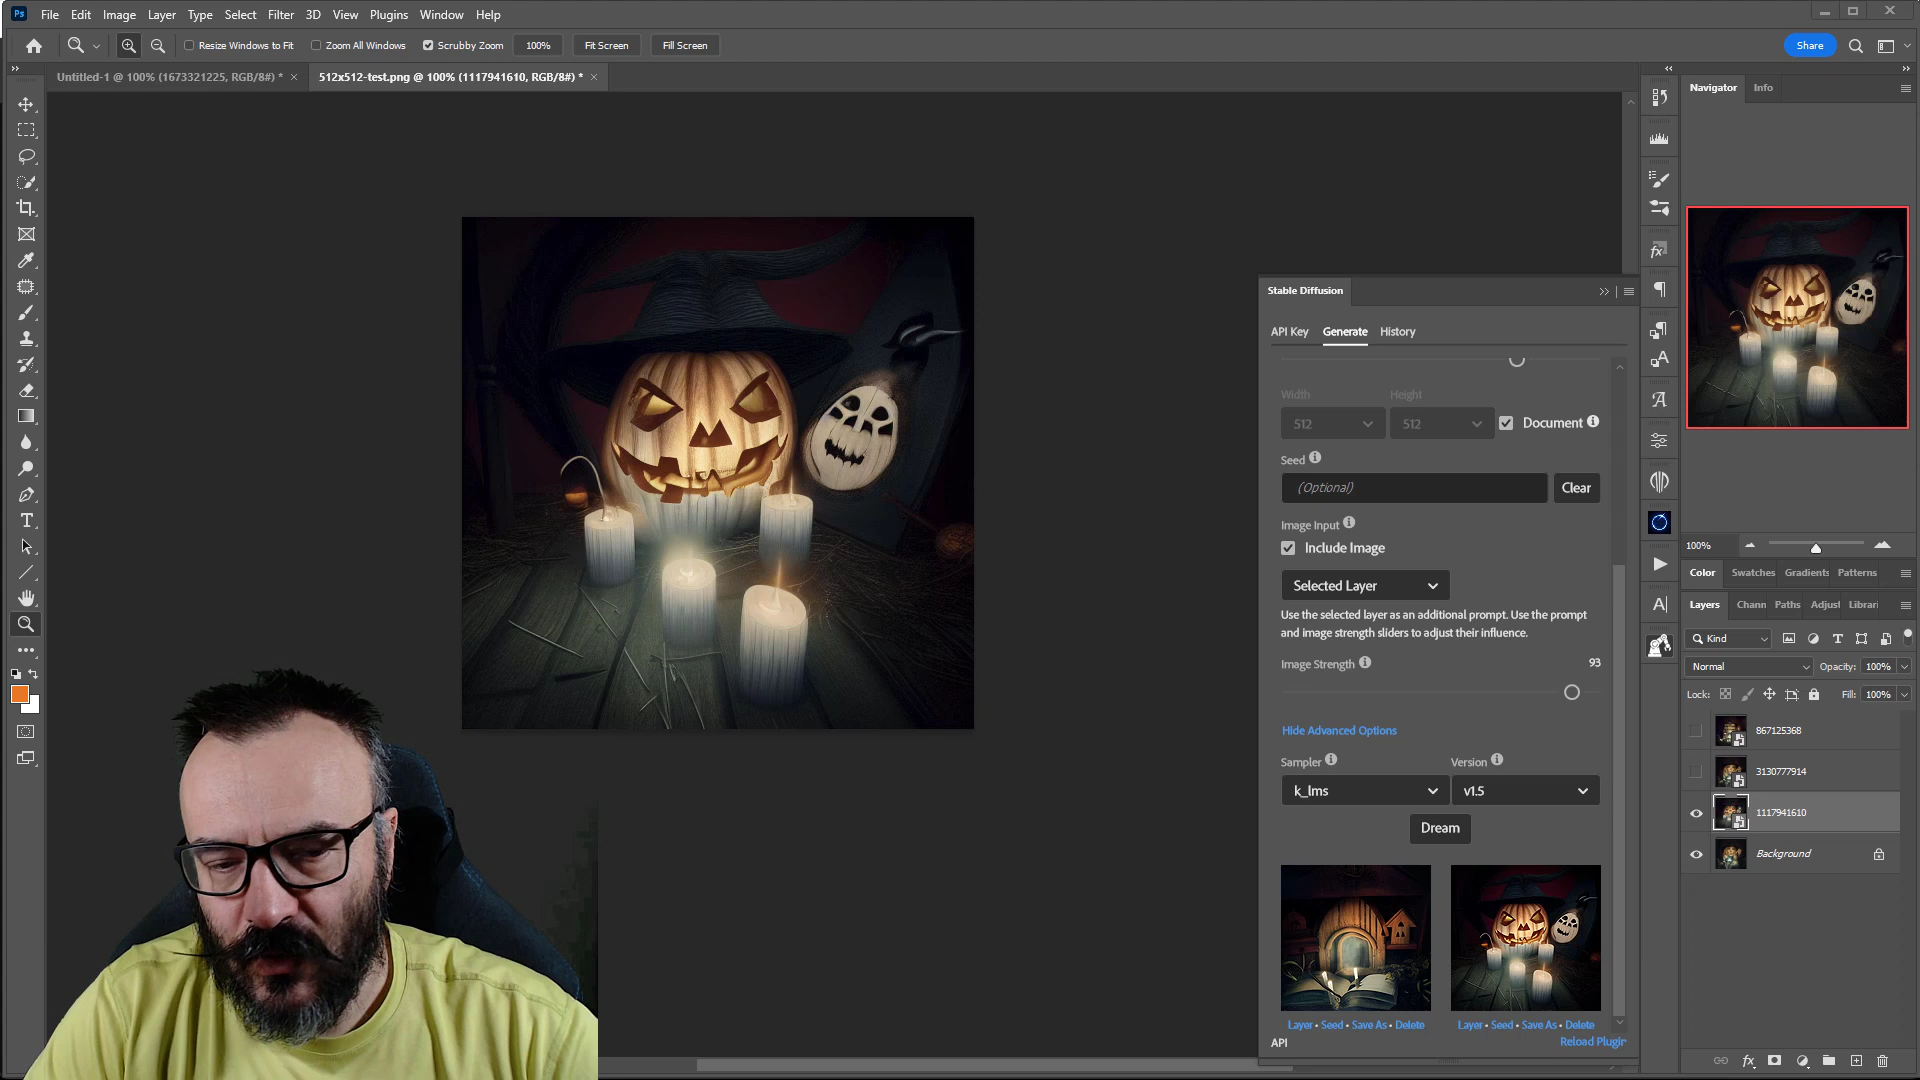 Ps File Edit Image Layer Type Select Filter 3D View Plugins Window Help
Resize Windows to Fit Zoom All Windows Scrubby Zoom 100% Fit Screen Fill Screen Share
Untitled-1 @ 100% (1673321225, RGB/8#) * × 512x512-test.png @ 100% (1117941610, RGB/8#) * ×
Navigator Info
Stable Diffusion
API Key Generate History
Width Height
512 512 Document
Seed
(Optional) Clear
Image Input
Include Image
Selected Layer
Use the selected layer as an additional prompt. Use the prompt
and image strength sliders to adjust their influence.
Image Strength 93
Hide Advanced Options
Sampler Version
k_lms v1.5
Dream
Layer • Seed • Save As • Delete Layer • Seed • Save As • Delete
API Reload Plugin
100%
Color Swatches Gradients Patterns
Layers Chann Paths Adjust Librari
Kind
Normal Opacity: 100%
Lock: Fill: 100%
867125368
3130777914
1117941610
Background